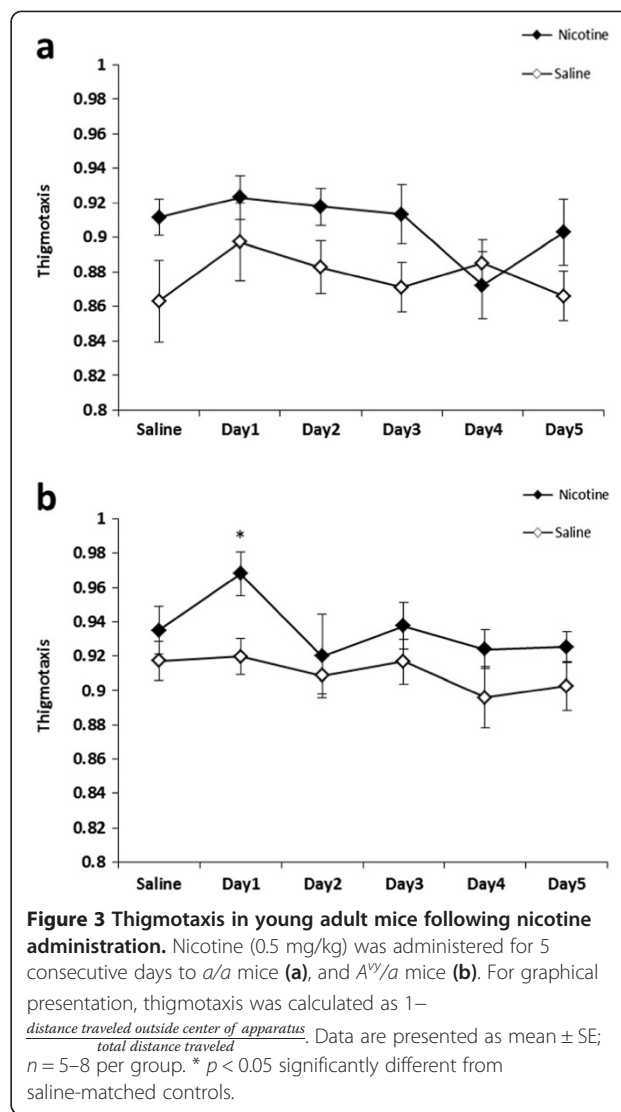 a
Nicotine
Saline
1
0.98
0.96
0.94
0.92
0.9
0.88
0.86
0.84
0.82
0.8
Thigmotaxis
Saline Day1 Day2 Day3 Day4 Day5
b
Nicotine
Saline
1
0.98
0.96
0.94
0.92
0.9
0.88
0.86
0.84
0.82
0.8
Thigmotaxis
*
Saline Day1 Day2 Day3 Day4 Day5
Figure 3 Thigmotaxis in young adult mice following nicotine
administration. Nicotine (0.5 mg/kg) was administered for 5
consecutive days to a/a mice (a), and Avy/a mice (b). For graphical
presentation, thigmotaxis was calculated as 1–
distance traveled outside center of apparatus
total distance traveled
. Data are presented as mean ± SE;
n = 5–8 per group. * p < 0.05 significantly different from
saline-matched controls.